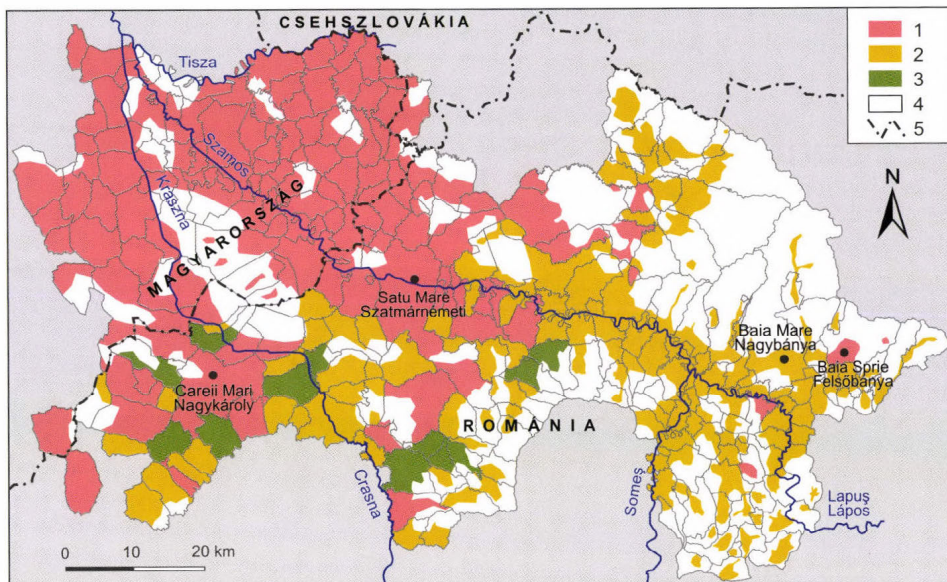 CSEHSZLOVÁKIA
1
2
3
4
5
Tisza
Szamos
Kraszna
MAGYARORSZÁG
N
Satu Mare
Szatmárnémeti
Baia Mare
Nagybánya
Baia Sprie
Felsőbánya
Careii Mari
Nagykároly
ROMÁNIA
Crasna
Someș
Lapuș
Lápos
0 10 20 km